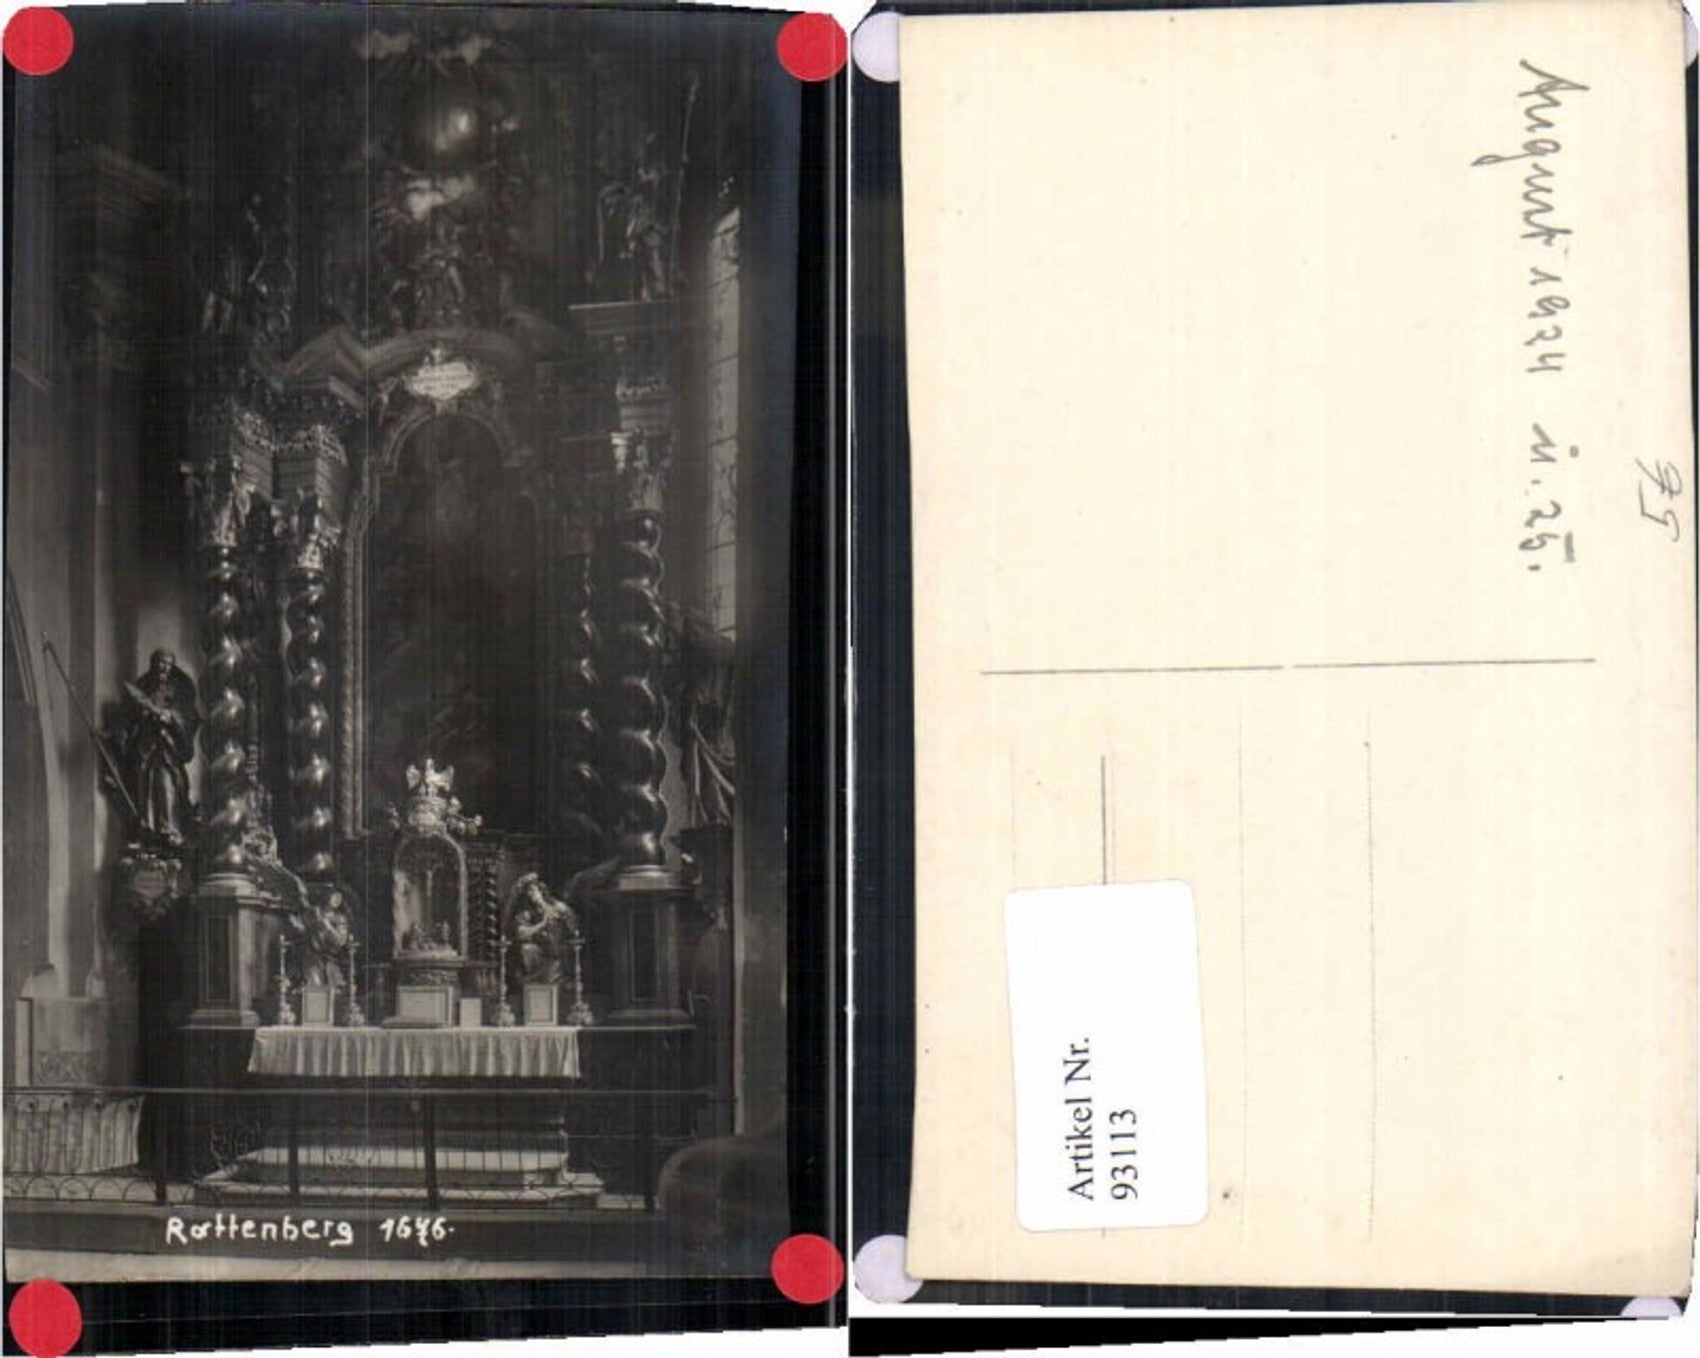 Rattenberg 1676.
August 1924 u. 25.
75
Artikel Nr.
93113